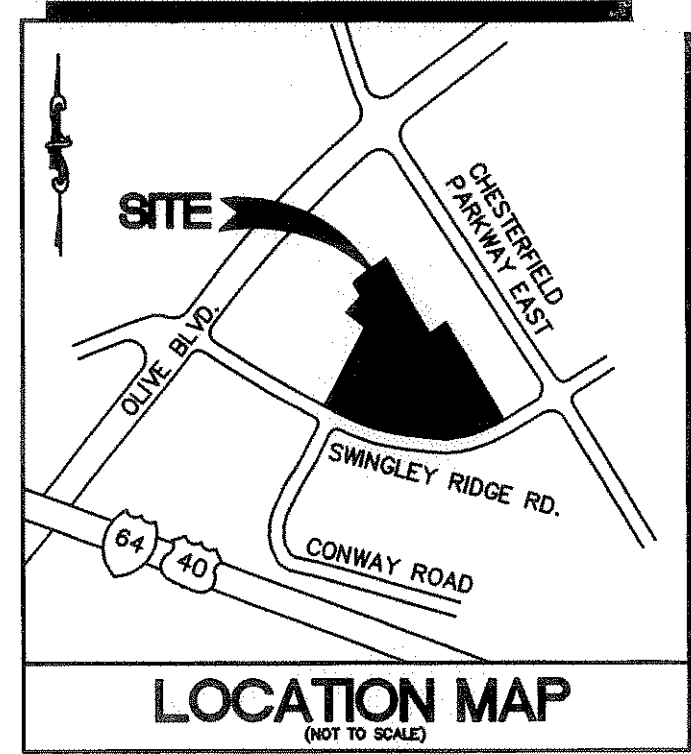 CHESTERFIELD
PARKWAY EAST
SITE
OLIVE BLVD.
SWINGLEY RIDGE RD.
64
40
CONWAY ROAD
LOCATION MAP
(NOT TO SCALE)